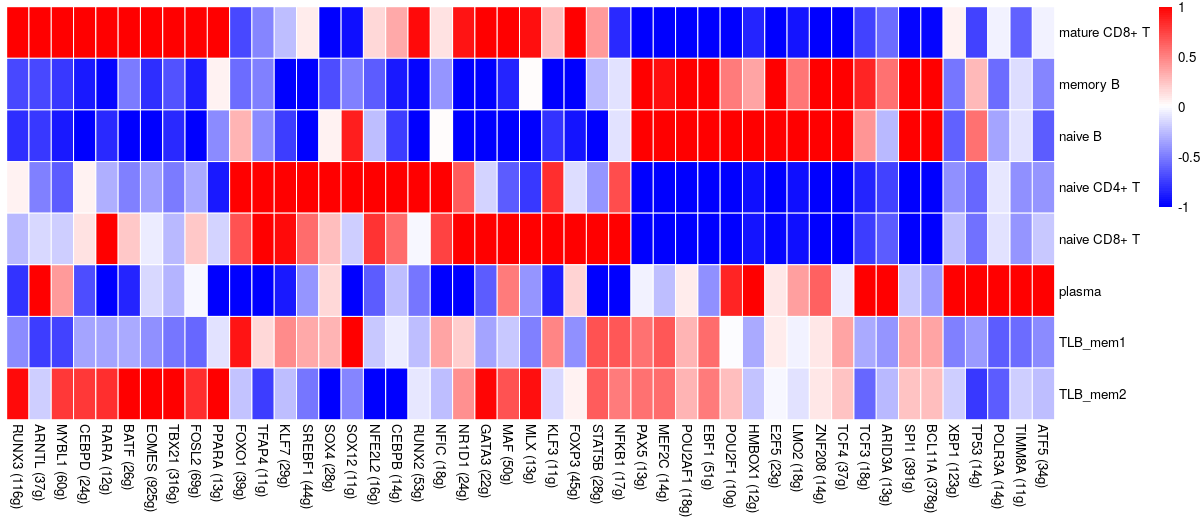 1
0.5
0
-0.5
-1
mature CD8+ T
memory B
naive B
naive CD4+ T
naive CD8+ T
plasma
TLB_mem1
TLB_mem2
RUNX3 (116g)
ARNTL (37g)
MYBL1 (60g)
CEBPD (24g)
RARA (12g)
BATF (26g)
EOMES (925g)
TBX21 (316g)
FOSL2 (69g)
PPARA (13g)
FOXO1 (39g)
TFAP4 (11g)
KLF7 (29g)
SREBF1 (44g)
SOX4 (28g)
SOX12 (11g)
NFE2L2 (16g)
CEBPB (14g)
RUNX2 (53g)
NFIC (18g)
NR1D1 (24g)
GATA3 (22g)
MAF (50g)
MLX (13g)
KLF3 (11g)
FOXP3 (45g)
STAT5B (28g)
NFKB1 (17g)
PAX5 (13g)
MEF2C (14g)
POU2AF1 (18g)
EBF1 (51g)
POU2F1 (10g)
HMBOX1 (12g)
E2F5 (23g)
LMO2 (18g)
ZNF208 (14g)
TCF4 (37g)
TCF3 (18g)
ARID3A (13g)
SPI1 (391g)
BCL11A (378g)
XBP1 (123g)
TP53 (14g)
POLR3A (14g)
TIMM8A (11g)
ATF5 (34g)